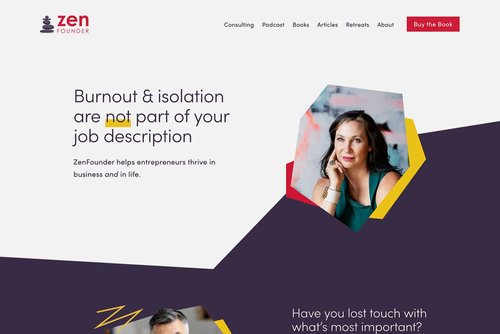 zen
FOUNDER
Consulting Podcast Books Articles Retreats About Buy the Book
Burnout & isolation
are not part of your
job description
ZenFounder helps entrepreneurs thrive in
business and in life.
Have you lost touch with
what's most important?